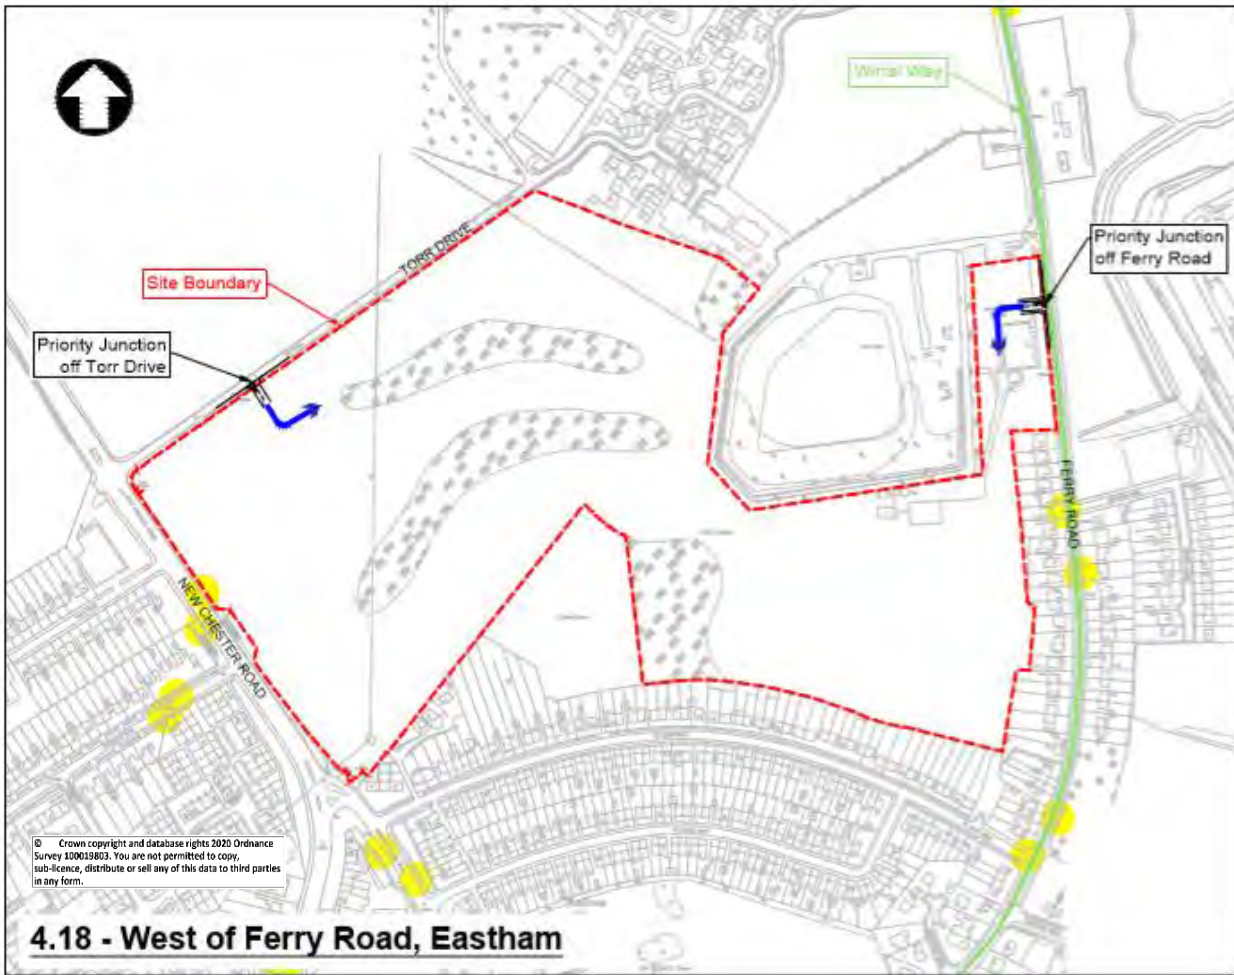 Wirral Way
Priority Junction
off Ferry Road
TORR DRIVE
Site Boundary
Priority Junction
off Torr Drive
FERRY ROAD
NEW CHESTER ROAD
© Crown copyright and database rights 2020 Ordnance
Survey 100019803. You are not permitted to copy,
sub-licence, distribute or sell any of this data to third parties
in any form.
4.18 - West of Ferry Road, Eastham